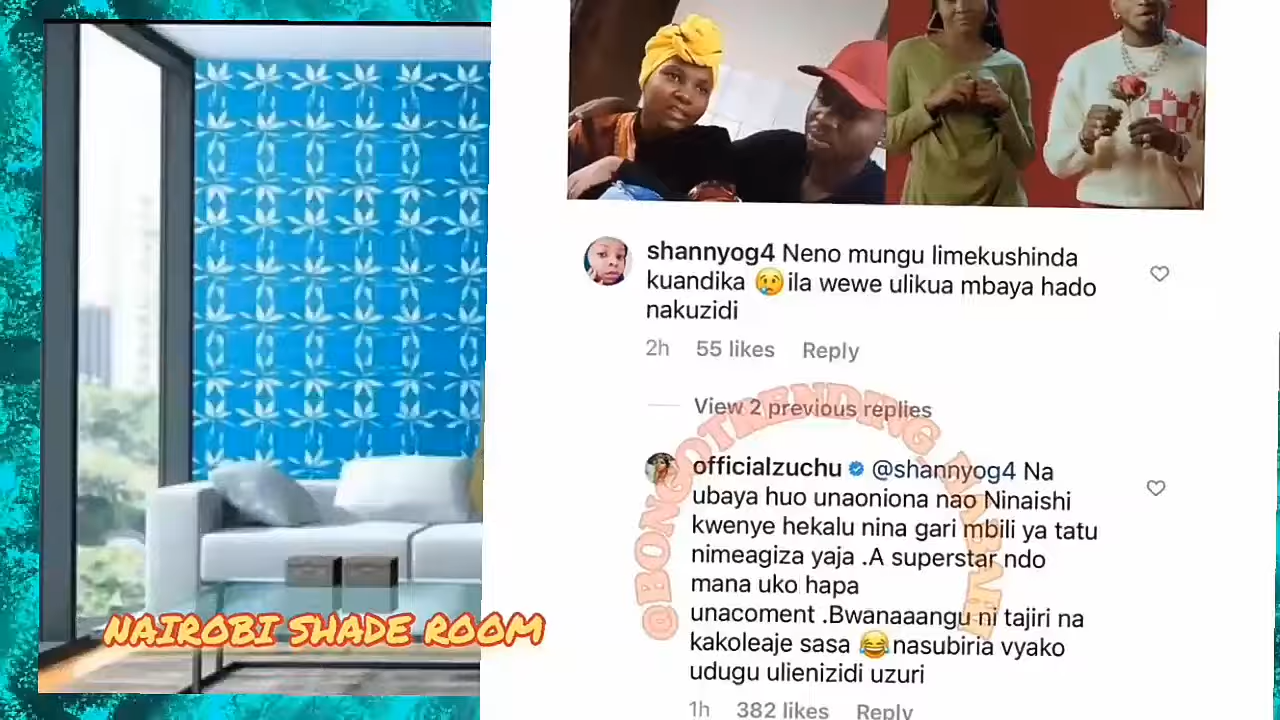 shannyog4 Neno mungu limekushinda
kuandika 😢ila wewe ulikua mbaya hado
nakuzidi
2h 55 likes Reply
View 2 previous replies
officialzuchu @shannyog4 Na
ubaya huo unaoniona nao Ninaishi
kwenye hekalu nina gari mbili ya tatu
nimeagiza yaja .A superstar ndo
mana uko hapa
unacoment .Bwanaaangu ni tajiri na
kakoleaje sasa 😂nasubiria vyako
udugu ulienizidi uzuri
1h 382 likes Reply
NAIROBI SHADE ROOM